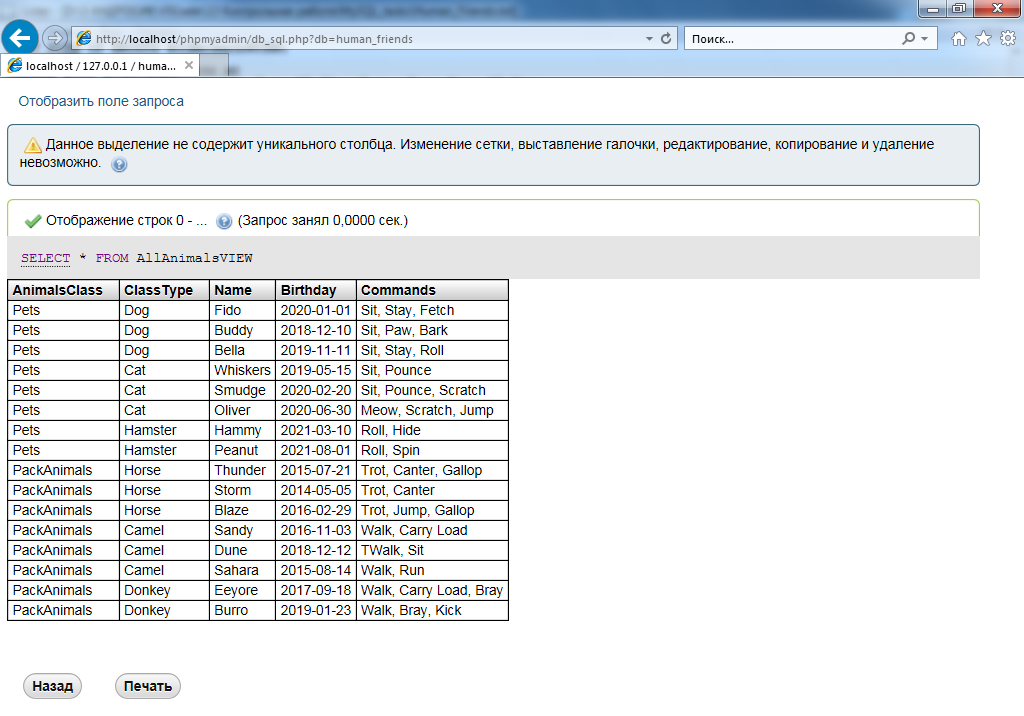 http://localhost/phpmyadmin/db_sql.php?db=human_friends
Поиск...
localhost / 127.0.0.1 / huma...
Отобразить поле запроса
Данное выделение не содержит уникального столбца. Изменение сетки, выставление галочки, редактирование, копирование и удаление
невозможно.
Отображение строк 0 - ... (Запрос занял 0,0000 сек.)
SELECT * FROM AllAnimalsVIEW
AnimalsClass ClassType Name Birthday Commands
Pets Dog Fido 2020-01-01 Sit, Stay, Fetch
Pets Dog Buddy 2018-12-10 Sit, Paw, Bark
Pets Dog Bella 2019-11-11 Sit, Stay, Roll
Pets Cat Whiskers 2019-05-15 Sit, Pounce
Pets Cat Smudge 2020-02-20 Sit, Pounce, Scratch
Pets Cat Oliver 2020-06-30 Meow, Scratch, Jump
Pets Hamster Hammy 2021-03-10 Roll, Hide
Pets Hamster Peanut 2021-08-01 Roll, Spin
PackAnimals Horse Thunder 2015-07-21 Trot, Canter, Gallop
PackAnimals Horse Storm 2014-05-05 Trot, Canter
PackAnimals Horse Blaze 2016-02-29 Trot, Jump, Gallop
PackAnimals Camel Sandy 2016-11-03 Walk, Carry Load
PackAnimals Camel Dune 2018-12-12 TWalk, Sit
PackAnimals Camel Sahara 2015-08-14 Walk, Run
PackAnimals Donkey Eeyore 2017-09-18 Walk, Carry Load, Bray
PackAnimals Donkey Burro 2019-01-23 Walk, Bray, Kick
Назад Печать